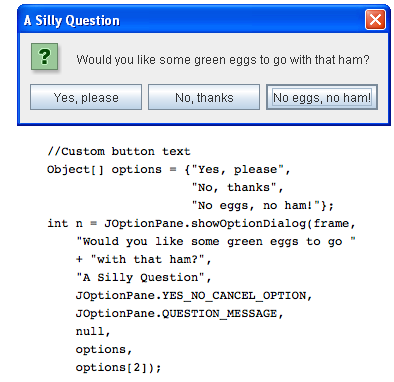 A Silly Question
Would you like some green eggs to go with that ham?
Yes, please
No, thanks
No eggs, no ham!
//Custom button text
Object[] options = {"Yes, please",
                    "No, thanks",
                    "No eggs, no ham!"};
int n = JOptionPane.showOptionDialog(frame,
    "Would you like some green eggs to go "
    + "with that ham?",
    "A Silly Question",
    JOptionPane.YES_NO_CANCEL_OPTION,
    JOptionPane.QUESTION_MESSAGE,
    null,
    options,
    options[2]);